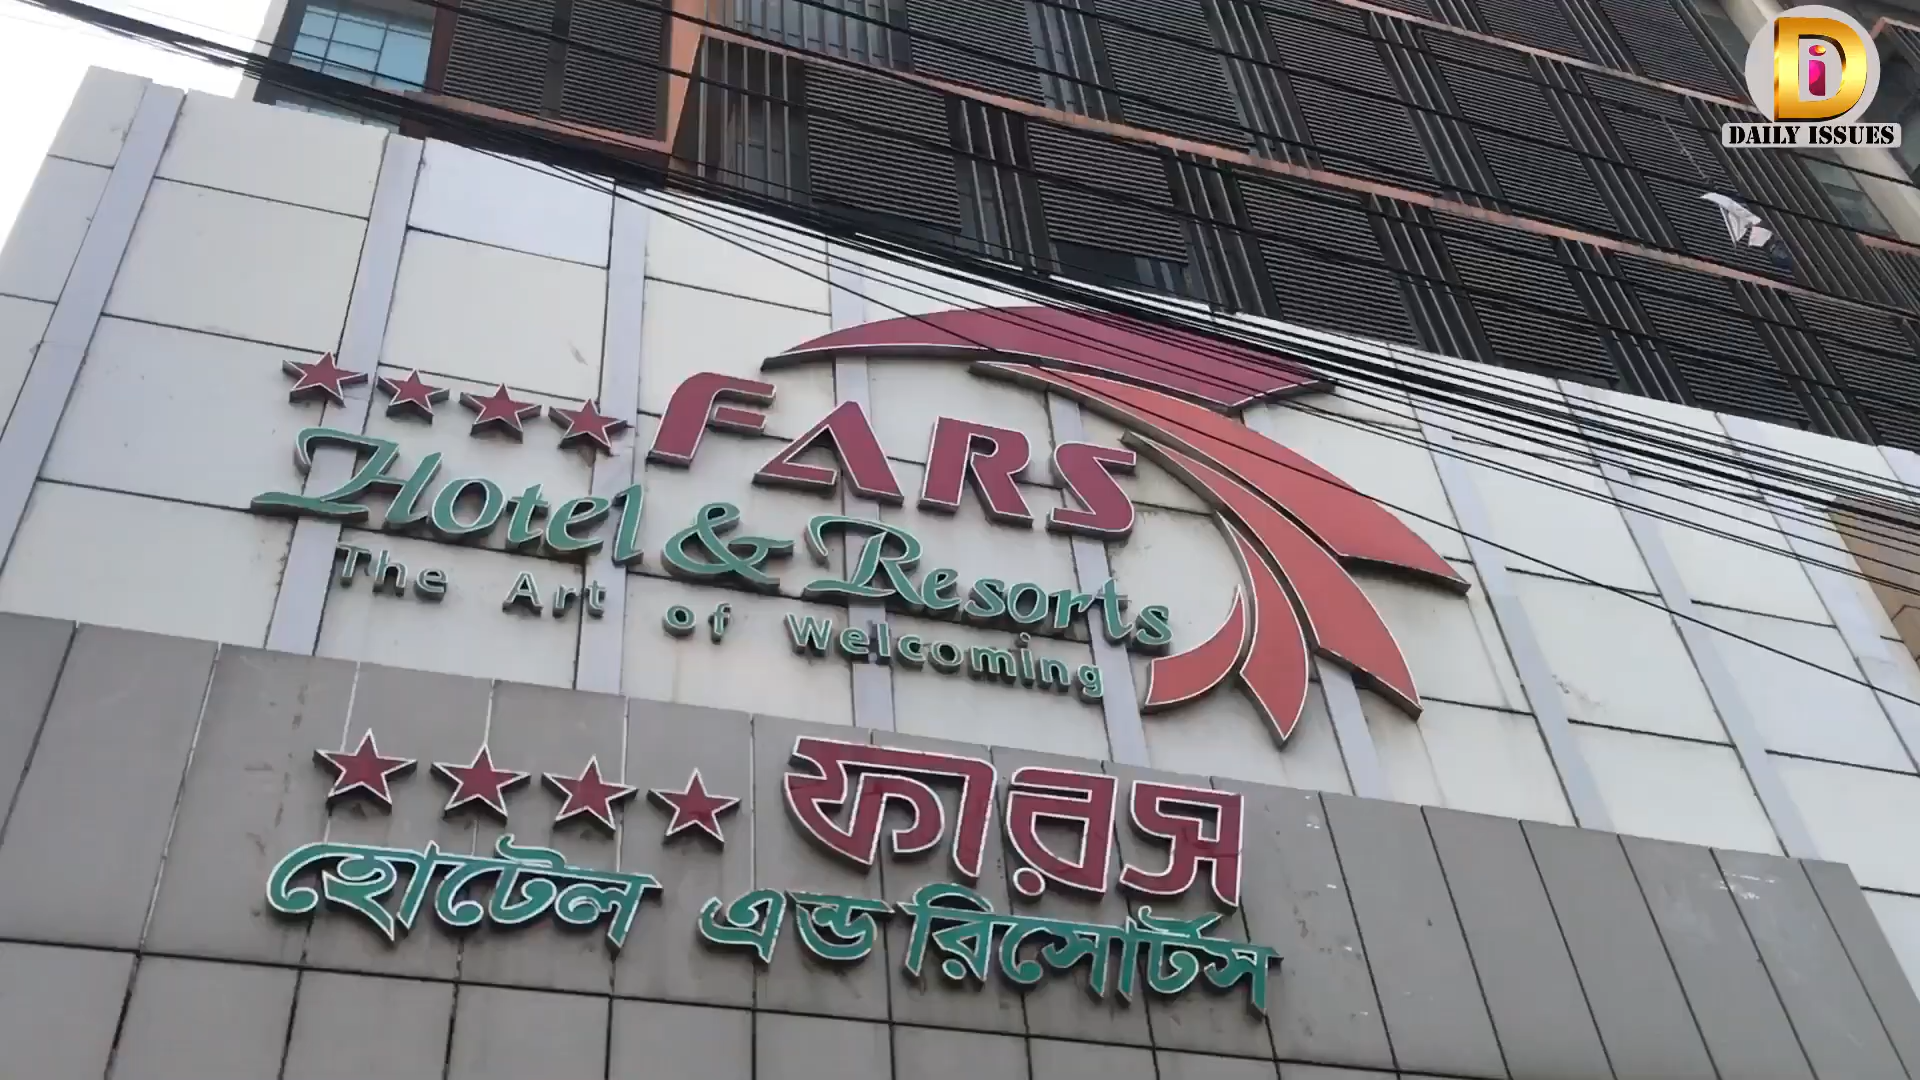 DAILY ISSUES
FARS
Hotel & Resorts
The Art of Welcoming
ফারস
হোটেল এন্ড রিসোর্টস